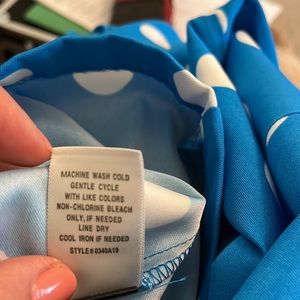 MACHINE WASH COLD
GENTLE CYCLE
WITH LIKE COLORS
NON-CHLORINE BLEACH
ONLY, IF NEEDED
LINE DRY
COOL IRON IF NEEDED
STYLE#0340A19